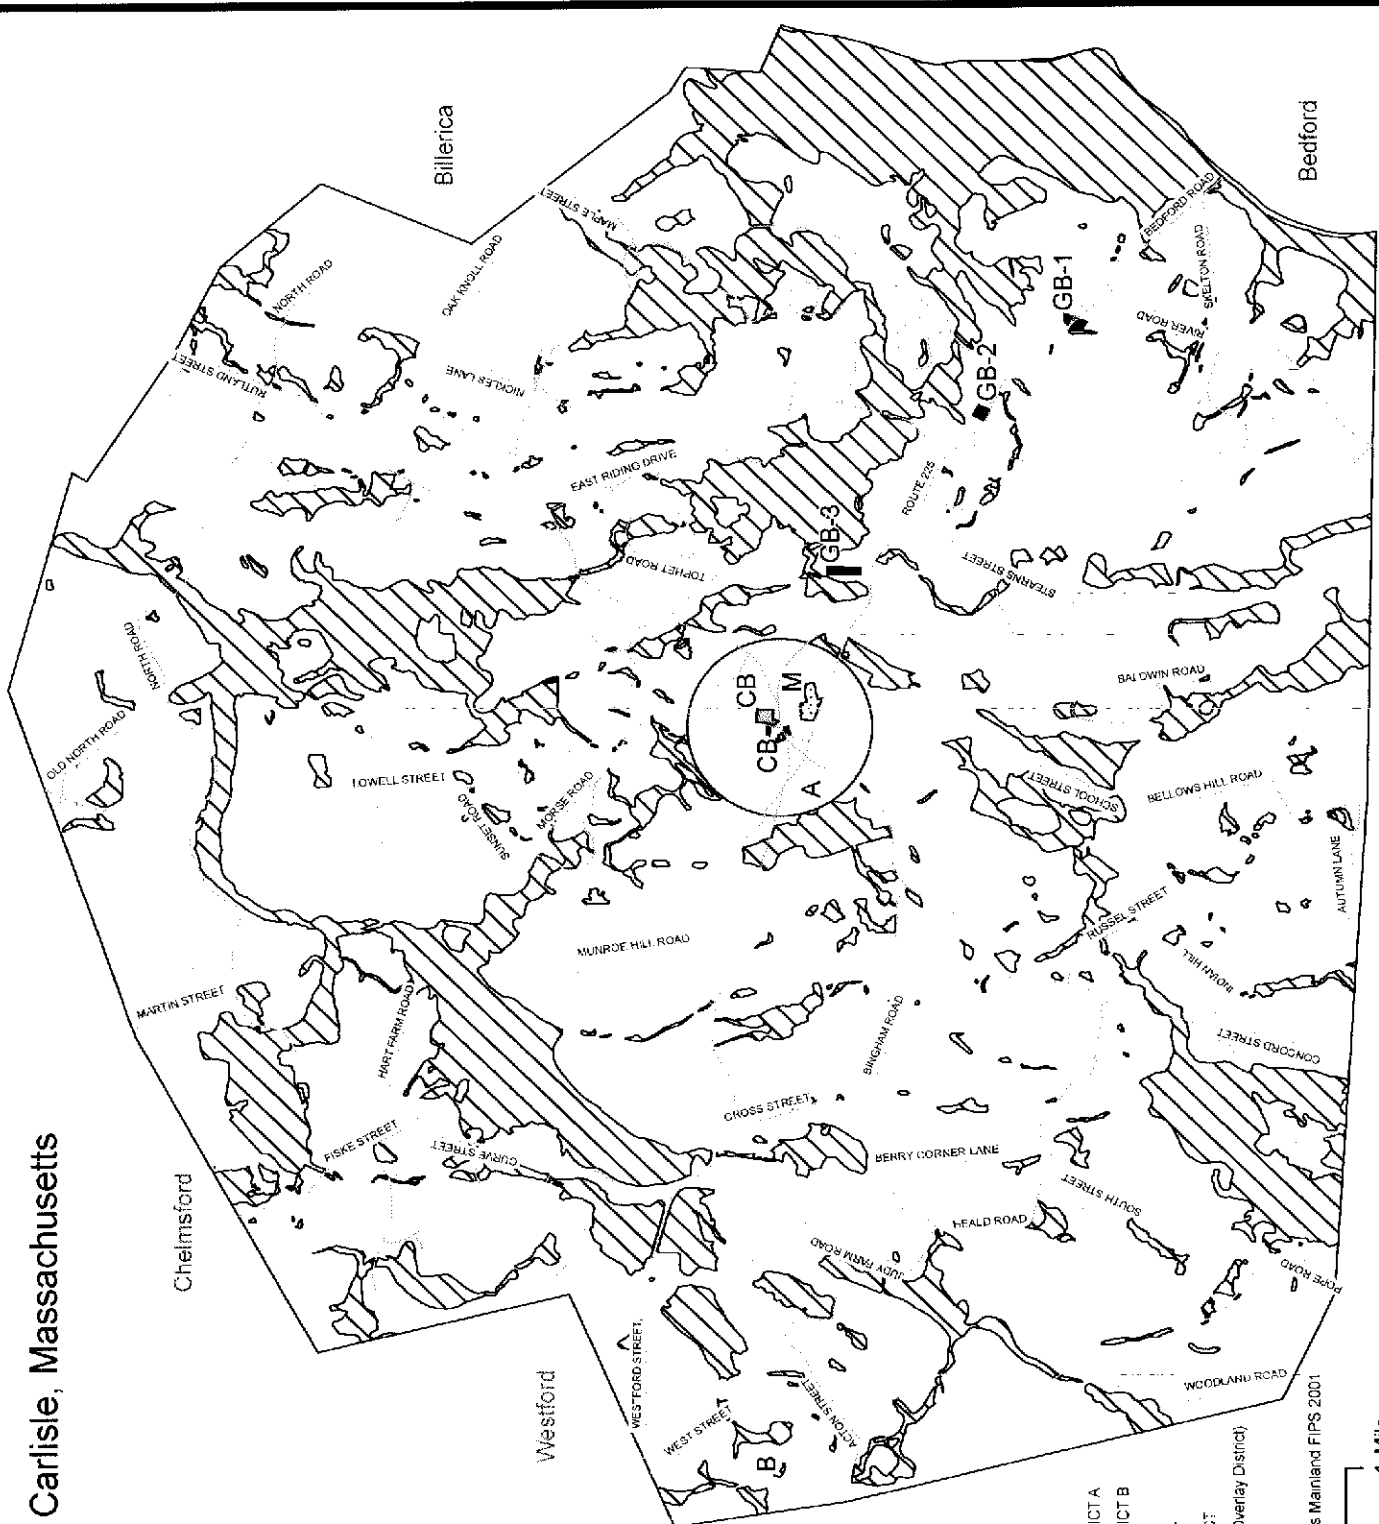 Carlisle, Massachusetts
Chelmsford
Billerica
Westford
Bedford
MARTIN STREET
OLD NORTH ROAD
NORTH ROAD
LOWELL STREET
SUNSET ROAD
MORSE ROAD
RUTLAND STREET
NORTH ROAD
OAK KNOLL ROAD
NICKLES LANE
MAPLE STREET
EAST RIDING DRIVE
TOPHET ROAD
FISKE STREET
CURVE STREET
HART FARM ROAD
MUNROE HILL ROAD
CB
CB
M
A
GB-3
GB-2
GB-1
ROUTE 225
STEARNS STREET
BEDFORD ROAD
SKELTON ROAD
RIVER ROAD
WESTFORD STREET
WEST STREET
B
ACTON STREET
JUDY FARM ROAD
HEALD ROAD
CROSS STREET
BERRY CORNER LANE
BINGHAM ROAD
SOUTH STREET
SCHOOL STREET
BALDWIN ROAD
BELLOWS HILL ROAD
RUSSEL STREET
INDIAN HILL
AUTUMN LANE
CONCORD STREET
POPE ROAD
WOODLAND ROAD
ICT A
ICT B
CT
Overlay District)
s Mainland FIPS 2001
1 Mile